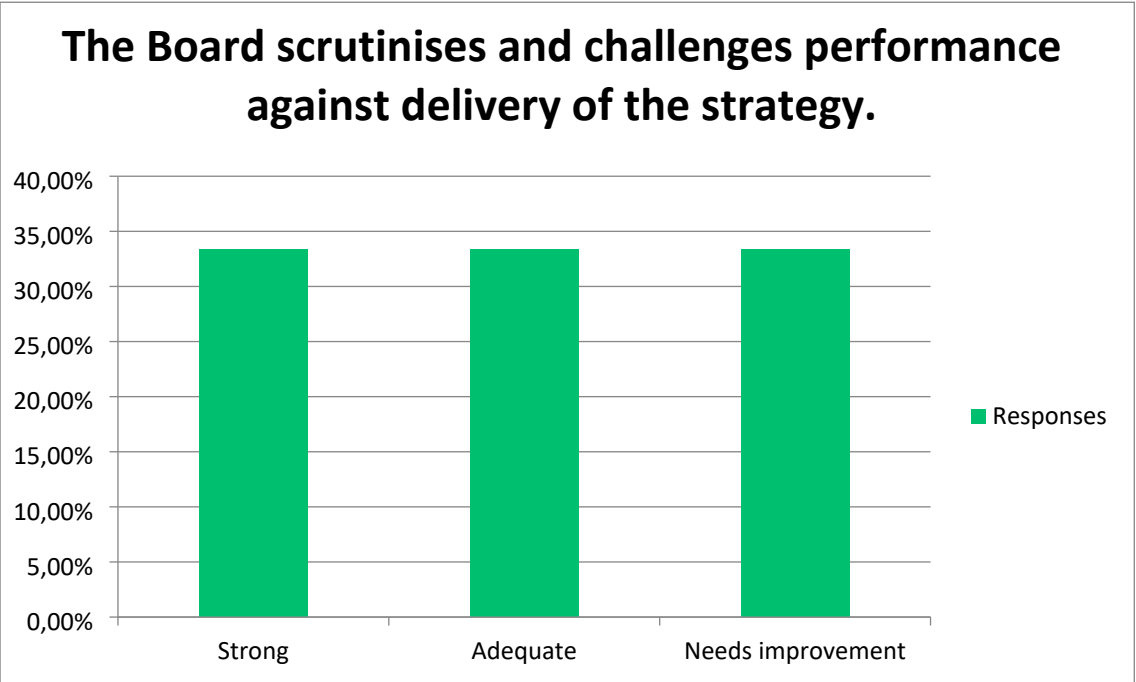 The Board scrutinises and challenges performance
against delivery of the strategy.
40,00%
35,00%
30,00%
25,00%
20,00%
15,00%
10,00%
5,00%
0,00%
Strong
Adequate
Needs improvement
Responses